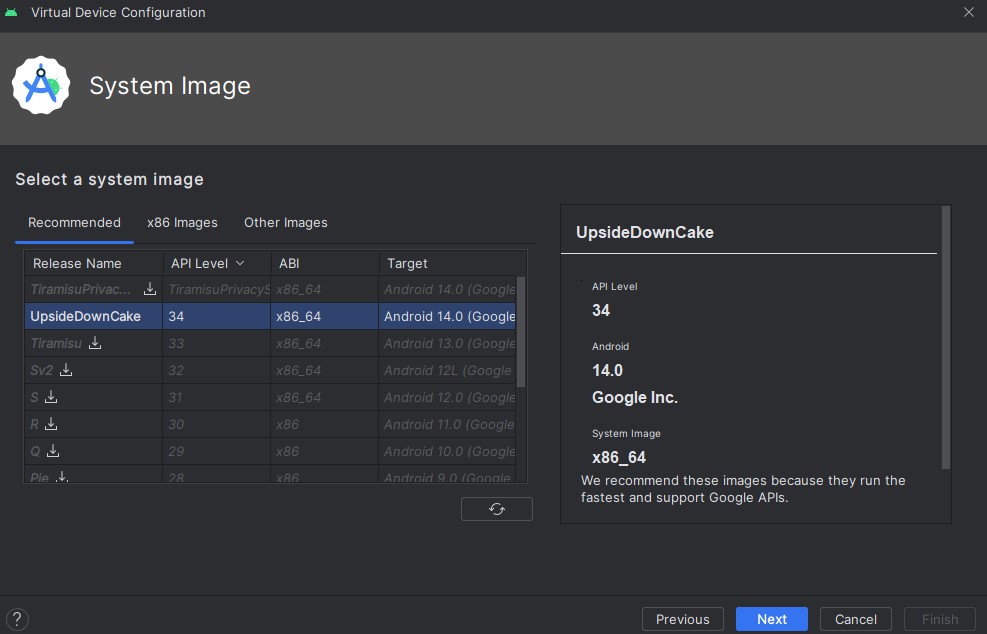 Virtual Device Configuration
System Image
Select a system image
Recommended x86 Images Other Images
Release Name API Level ABI Target
TiramisuPrivac... TiramisuPrivacyS x86_64 Android 14.0 (Google
UpsideDownCake 34 x86_64 Android 14.0 (Google
Tiramisu 33 x86_64 Android 13.0 (Google
Sv2 32 x86_64 Android 12L (Google
S 31 x86_64 Android 12.0 (Google
R 30 x86 Android 11.0 (Google
Q 29 x86 Android 10.0 (Google
Pie 28 x86 Android 9.0 (Google
UpsideDownCake
API Level
34
Android
14.0
Google Inc.
System Image
x86_64
We recommend these images because they run the
fastest and support Google APIs.
? Previous Next Cancel Finish